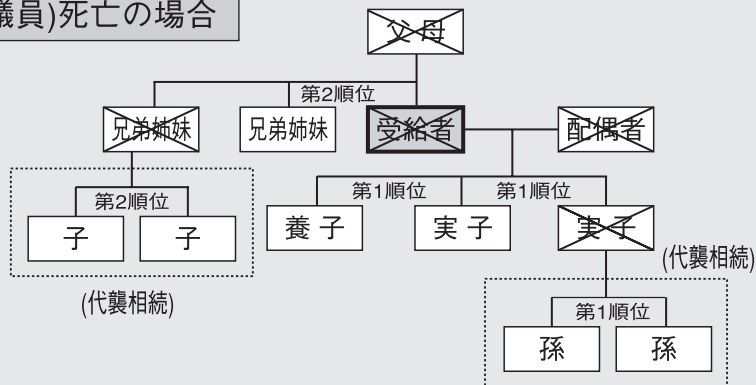 議員)死亡の場合
父母
第2順位
兄弟姉妹
兄弟姉妹
受給者
配偶者
第1順位
第1順位
第2順位
養子
実子
実子
子
子
(代襲相続)
(代襲相続)
第1順位
孫
孫